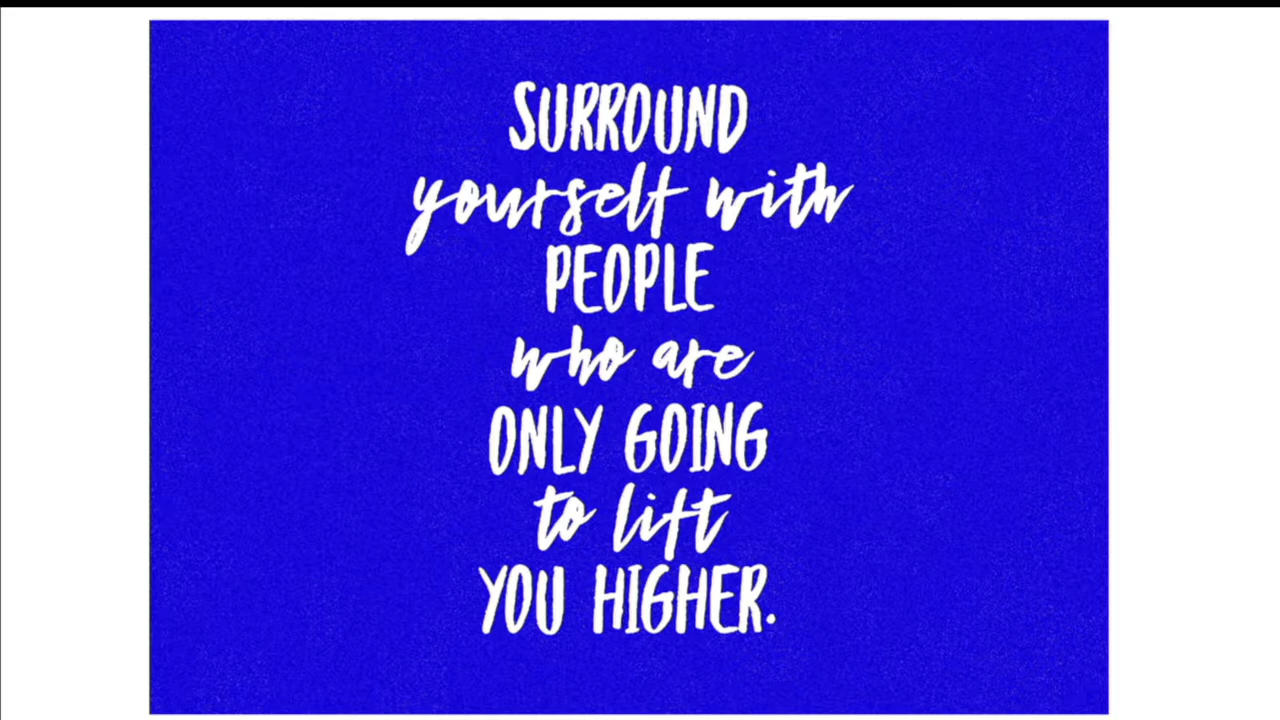 SURROUND
yourself with
PEOPLE
who are
ONLY GOING
to lift
YOU HIGHER.